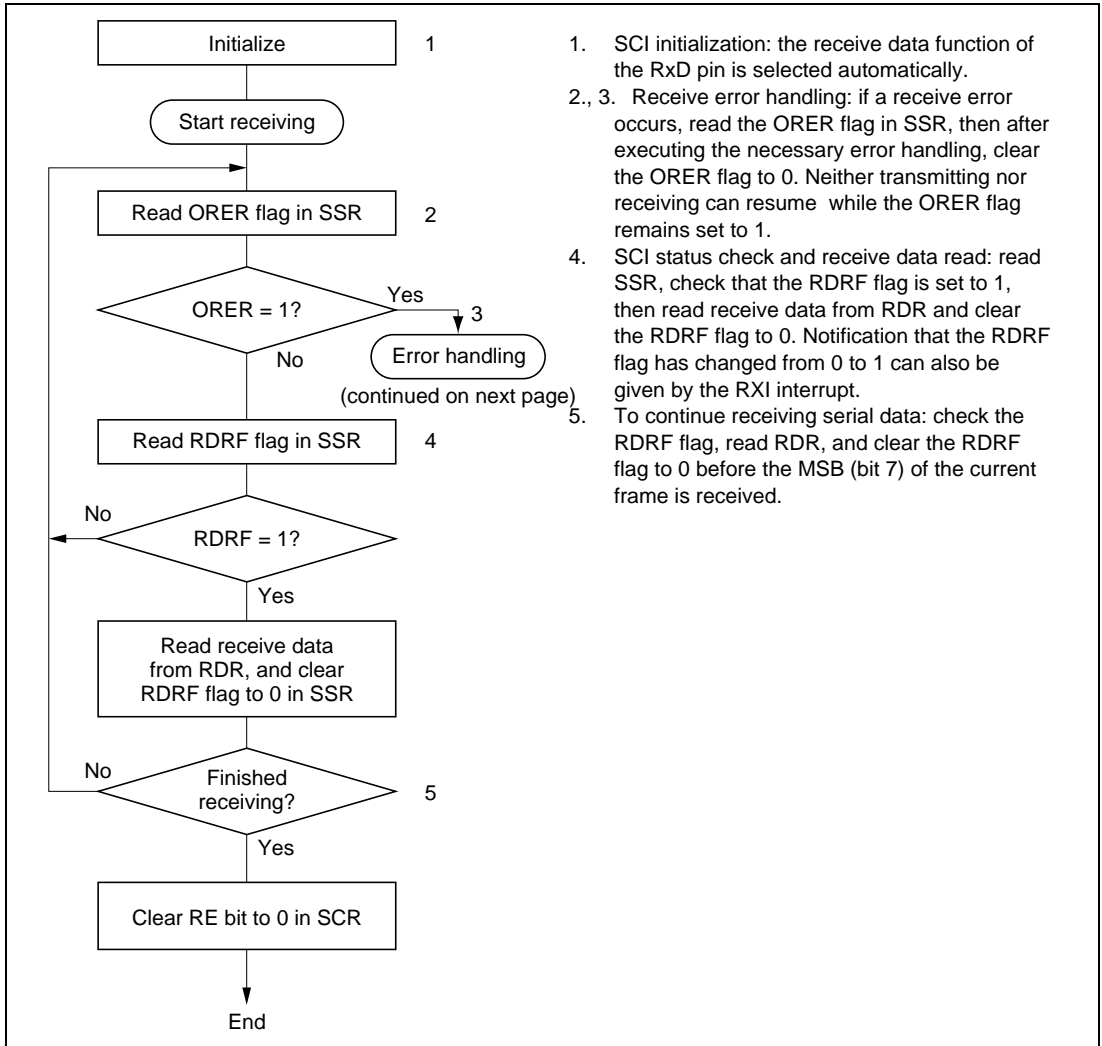 Initialize
1
Start receiving
Read ORER flag in SSR
2
ORER = 1?
Yes
3
No
Error handling
(continued on next page)
Read RDRF flag in SSR
4
No
RDRF = 1?
Yes
Read receive data
from RDR, and clear
RDRF flag to 0 in SSR
No
Finished
receiving?
5
Yes
Clear RE bit to 0 in SCR
End
1. SCI initialization: the receive data function of
the RxD pin is selected automatically.
2., 3. Receive error handling: if a receive error
occurs, read the ORER flag in SSR, then after
executing the necessary error handling, clear
the ORER flag to 0. Neither transmitting nor
receiving can resume while the ORER flag
remains set to 1.
4. SCI status check and receive data read: read
SSR, check that the RDRF flag is set to 1,
then read receive data from RDR and clear
the RDRF flag to 0. Notification that the RDRF
flag has changed from 0 to 1 can also be
given by the RXI interrupt.
5. To continue receiving serial data: check the
RDRF flag, read RDR, and clear the RDRF
flag to 0 before the MSB (bit 7) of the current
frame is received.